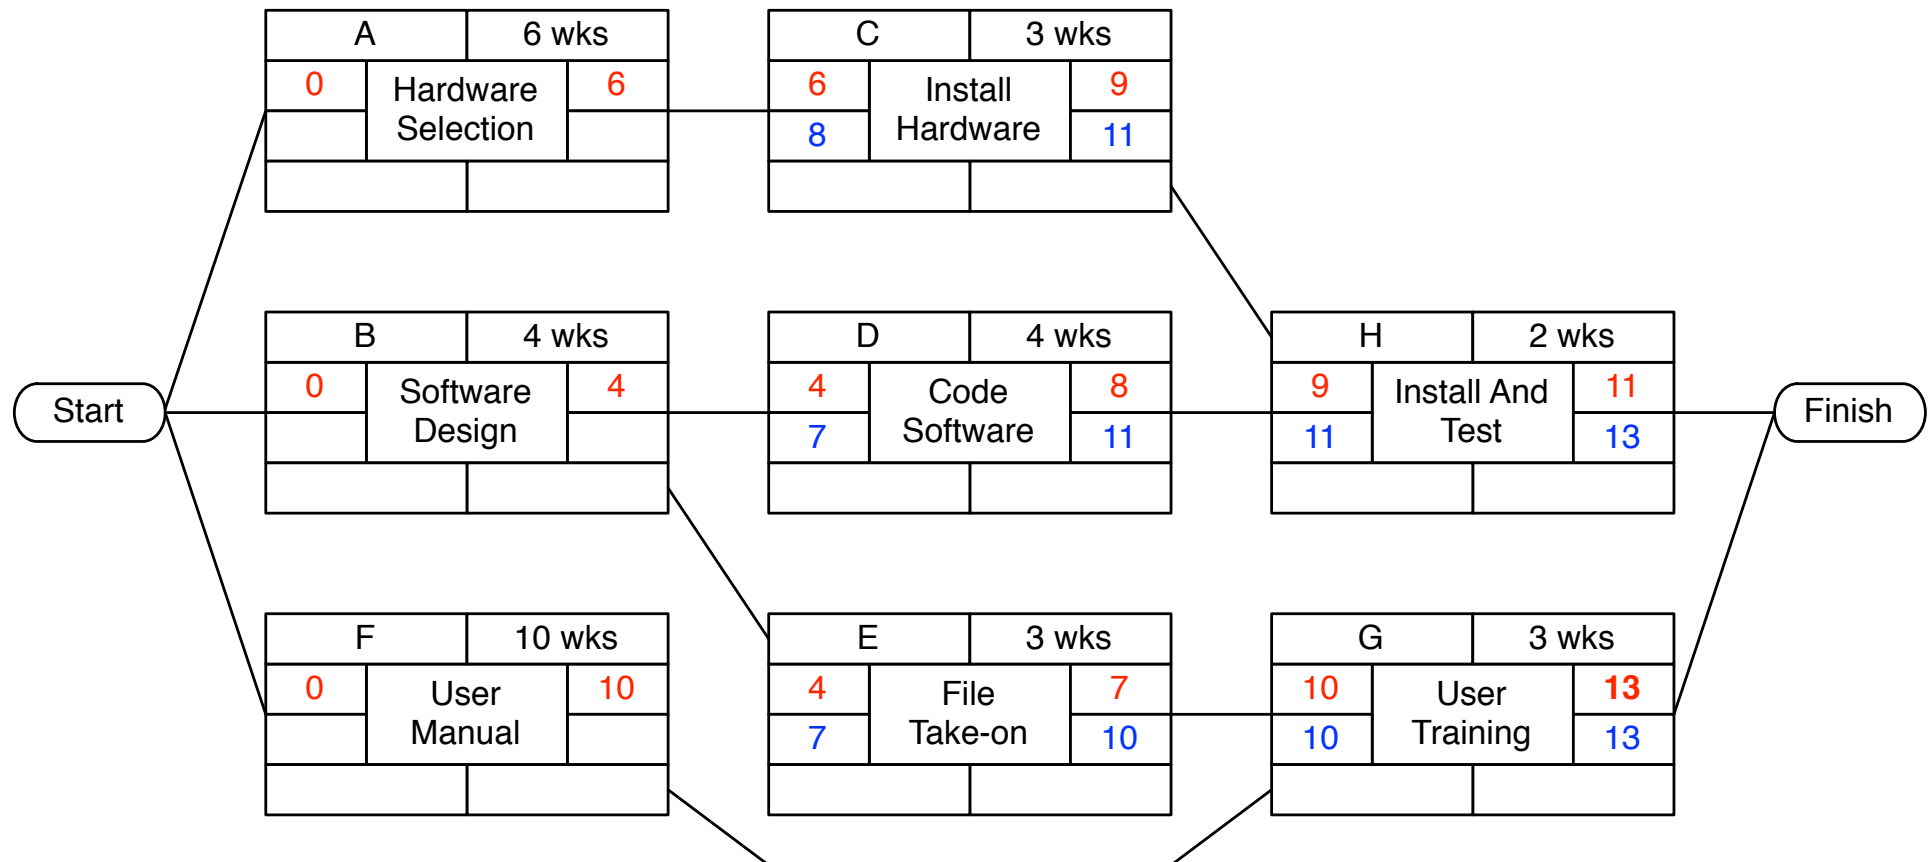 A 6 wks
0 Hardware 6
Selection
C 3 wks
6 Install 9
8 Hardware 11
B 4 wks
0 Software 4
Design
D 4 wks
4 Code 8
7 Software 11
H 2 wks
9 Install And 11
11 Test 13
Start
Finish
F 10 wks
0 User 10
Manual
E 3 wks
4 File 7
7 Take-on 10
G 3 wks
10 User 13
10 Training 13